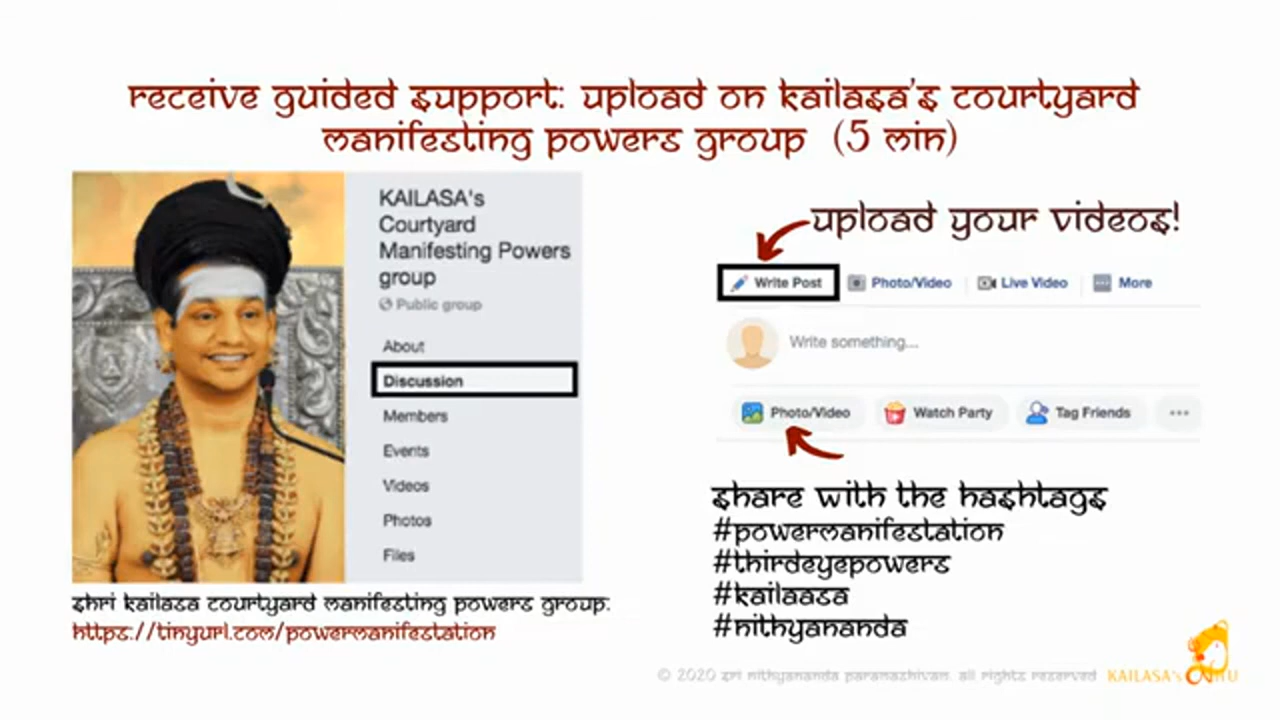 receive guided support: upload on kailasa's courtyard
manifesting powers group (5 min)
KAILASA's
Courtyard
Manifesting Powers
group
Public group
About
Discussion
Members
Events
Videos
Photos
Files
shri kailasa courtyard manifesting powers group:
https://tinyurl.com/powermanifestation
upload your videos!
Write Post
Photo/Video
Live Video
More
Write something...
Photo/Video
Watch Party
Tag Friends
share with the hashtags
#powermanifestation
#thirdeyepowers
#kailaasa
#nithyananda
© 2020 sri nithyananda paramashivam. all rights reserved
KAILASA's